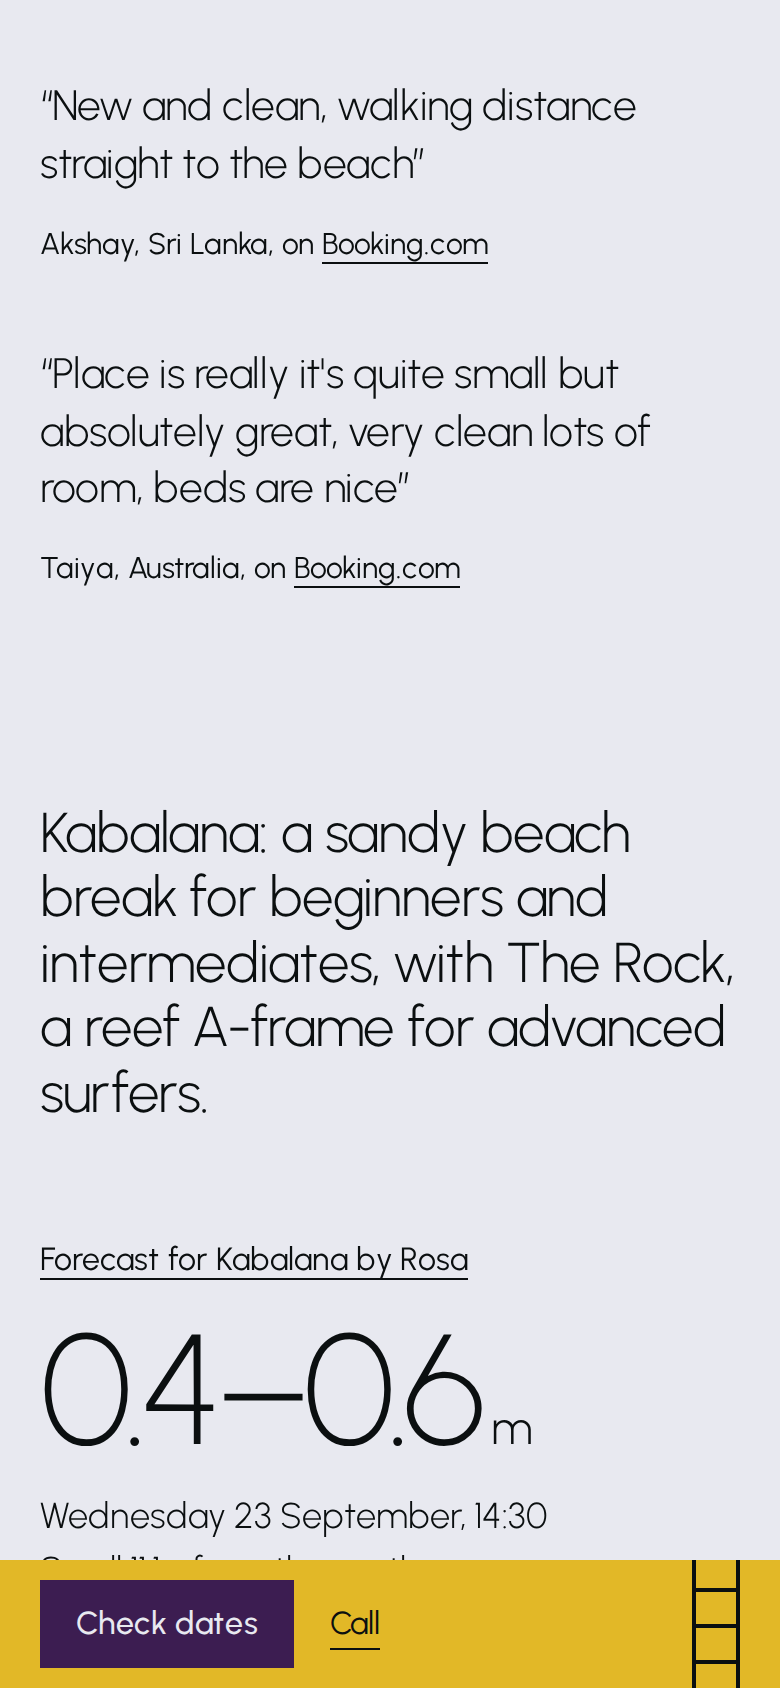 “New and clean, walking distance
straight to the beach”
Akshay, Sri Lanka, on Booking.com
“Place is really it's quite small but
absolutely great, very clean lots of
room, beds are nice”
Taiya, Australia, on Booking.com
Kabalana: a sandy beach
break for beginners and
intermediates, with The Rock,
a reef A-frame for advanced
surfers.
Forecast for Kabalana by Rosa
0.4–0.6 m
Wednesday 23 September, 14:30
Check dates Call